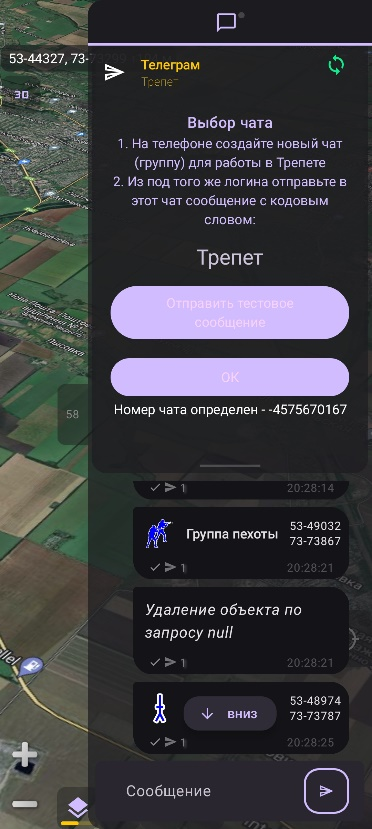 53-44327, 73-7
3D
Телеграм
Трепет
Выбор чата
1. На телефоне создайте новый чат
(группу) для работы в Трепете
2. Из под того же логина отправьте в
этот чат сообщение с кодовым
словом:
Трепет
Отправить тестовое
сообщение
OK
Номер чата определен - -4575670167
58
1
20:28:14
Группа пехоты
53-49032
73-73867
1
20:28:21
Удаление объекта по
запросу null
1
20:28:21
вниз
53-48974
73-73787
1
20:28:25
Сообщение